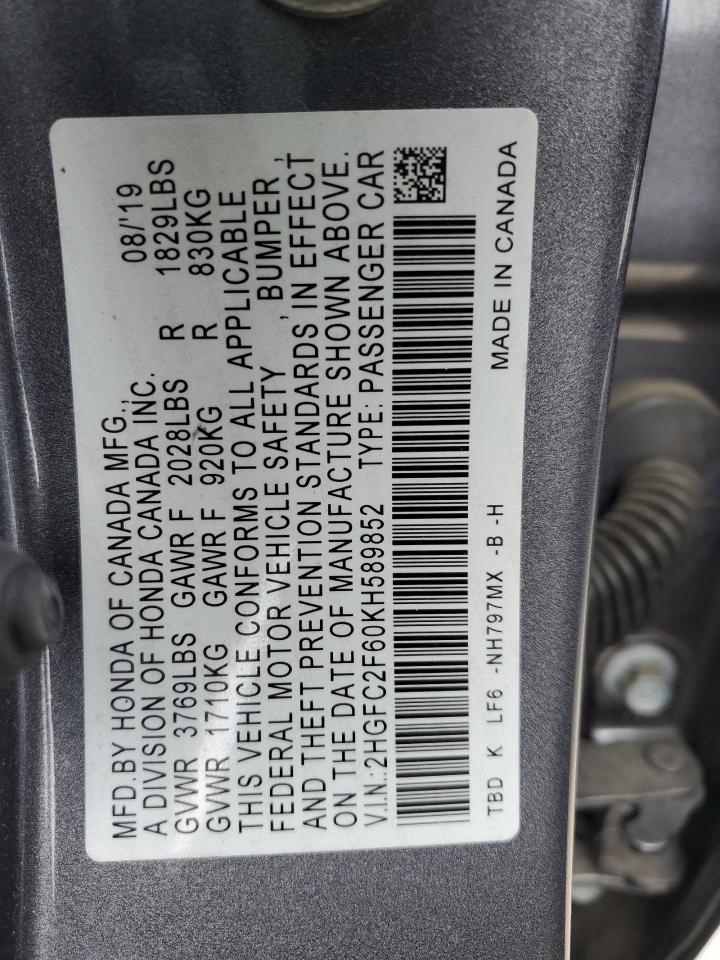 MFD. BY HONDA OF CANADA MFG., 08/'19
A DIVISION OF HONDA CANADA INC.
GVWR 3769LBS GAWR F 2028LBS R 1829LBS
GVWR 1710KG GAWR F 920KG R 830KG
THIS VEHICLE CONFORMS TO ALL APPLICABLE
FEDERAL MOTOR VEHICLE SAFETY , BUMPER ,
AND THEFT PREVENTION STANDARDS IN EFFECT
ON THE DATE OF MANUFACTURE SHOWN ABOVE.
V.I.N.:2HGFC2F60KH589852 TYPE: PASSENGER CAR
TBD K LF6 -NH797MX -B -H MADE IN CANADA